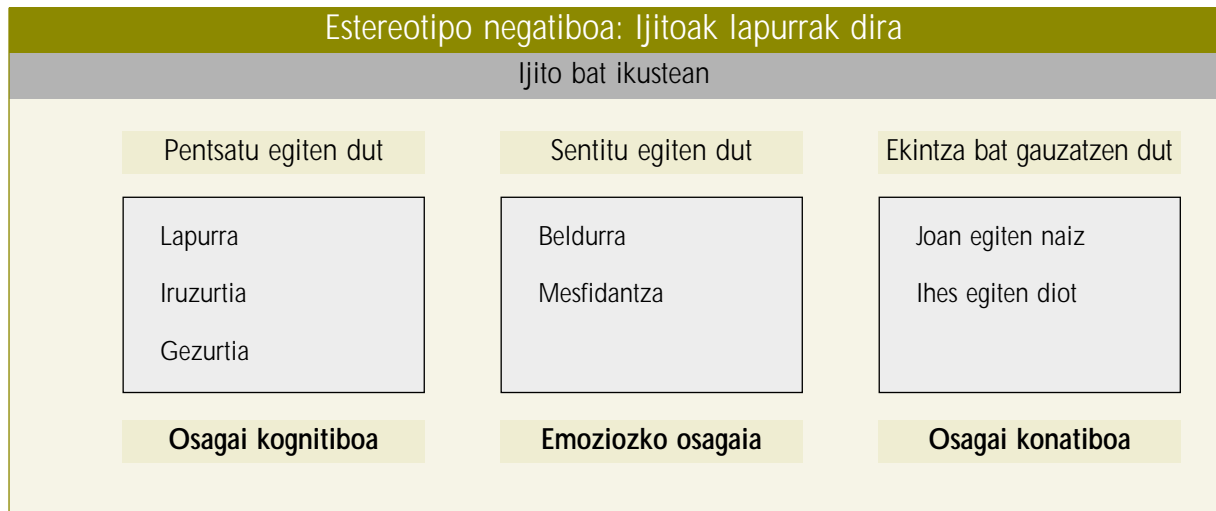 Estereotipo negatiboa: Ijitoak lapurrak dira
Ijito bat ikustean
Pentsatu egiten dut
Lapurra
Iruzurtia
Gezurtia
Osagai kognitiboa
Sentitu egiten dut
Beldurra
Mesfidantza
Emoziozko osagaia
Ekintza bat gauzatzen dut
Joan egiten naiz
Ihes egiten diot
Osagai konatiboa